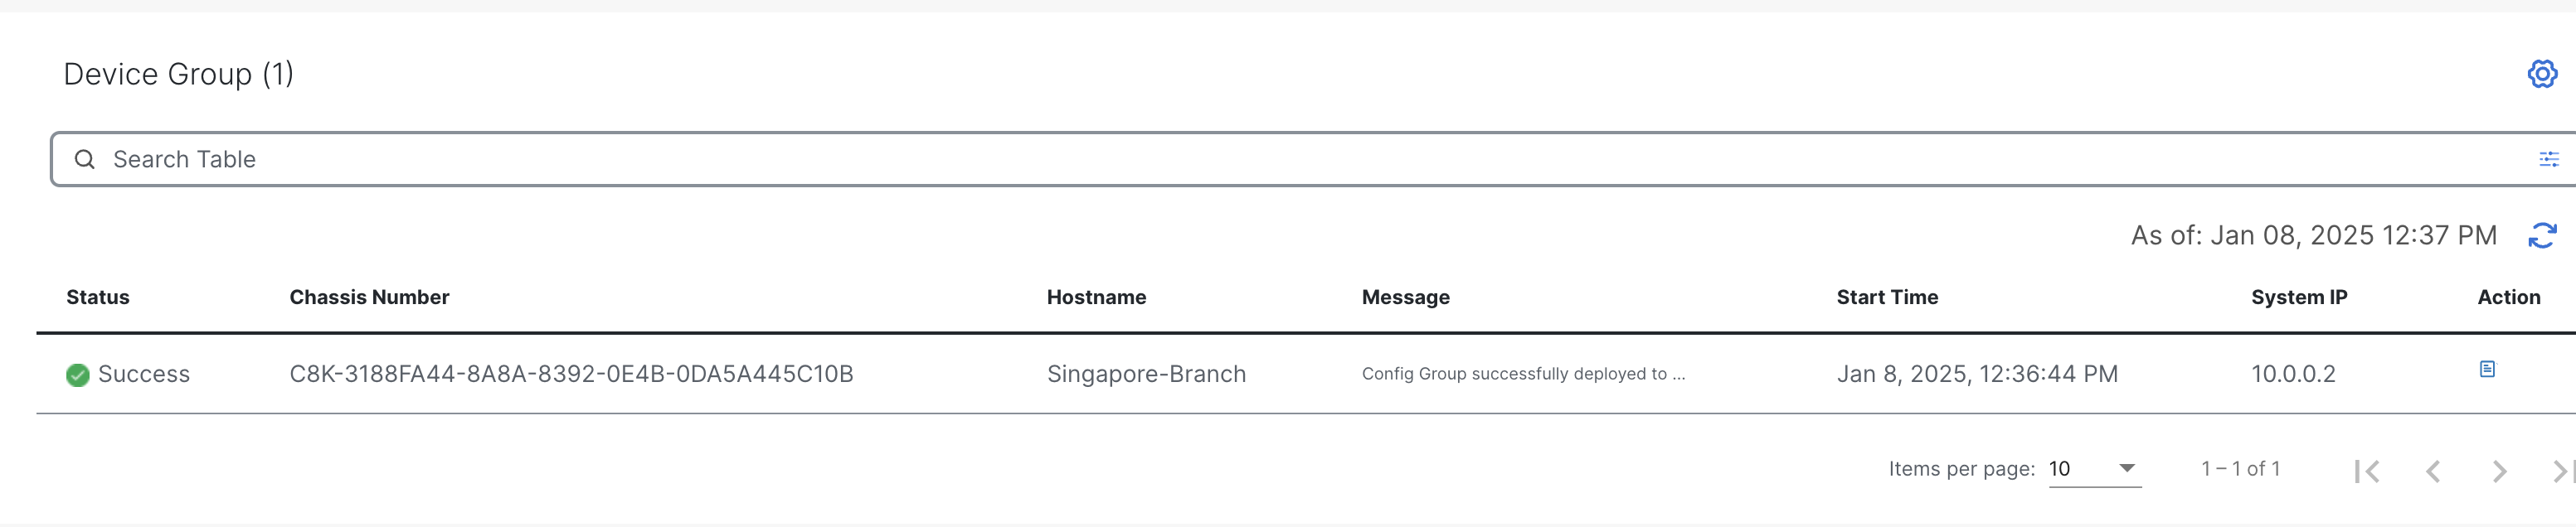 Device Group (1)
Search Table
As of: Jan 08, 2025 12:37 PM
Status Chassis Number Hostname Message Start Time System IP Action
Success C8K-3188FA44-8A8A-8392-0E4B-0DA5A445C10B Singapore-Branch Config Group successfully deployed to ... Jan 8, 2025, 12:36:44 PM 10.0.0.2
Items per page: 10 1 – 1 of 1